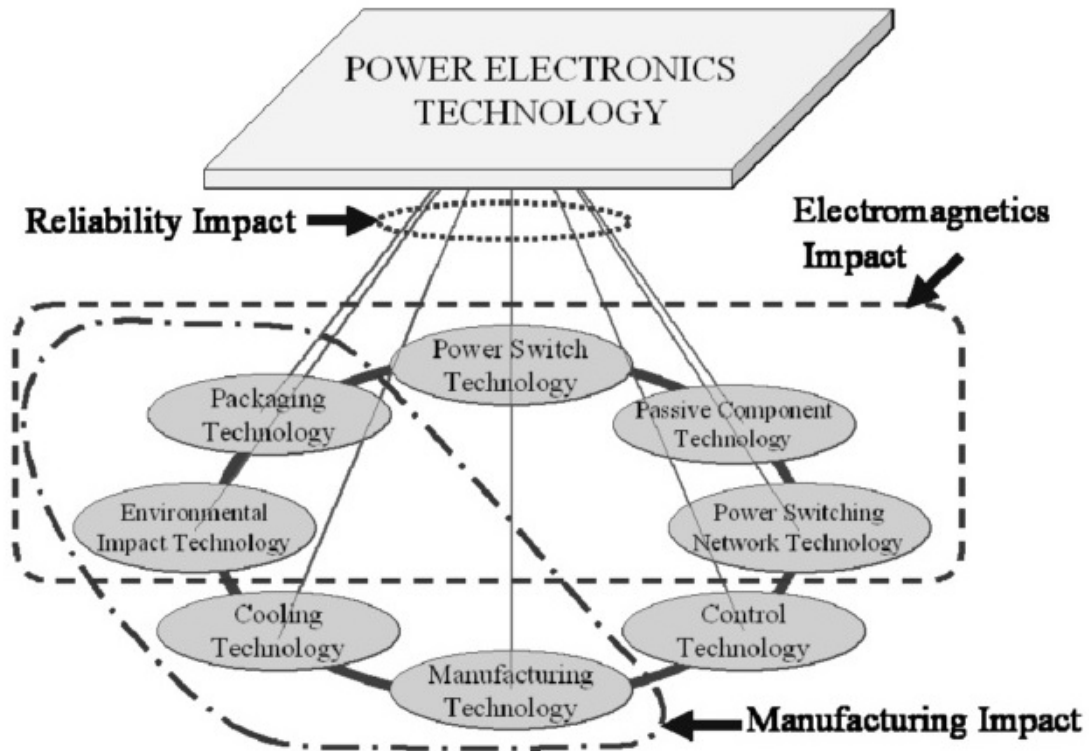 POWER ELECTRONICS
TECHNOLOGY
Reliability Impact
Electromagnetics
Impact
Power Switch
Technology
Packaging
Technology
Passive Component
Technology
Environmental
Impact Technology
Power Switching
Network Technology
Cooling
Technology
Control
Technology
Manufacturing
Technology
Manufacturing Impact